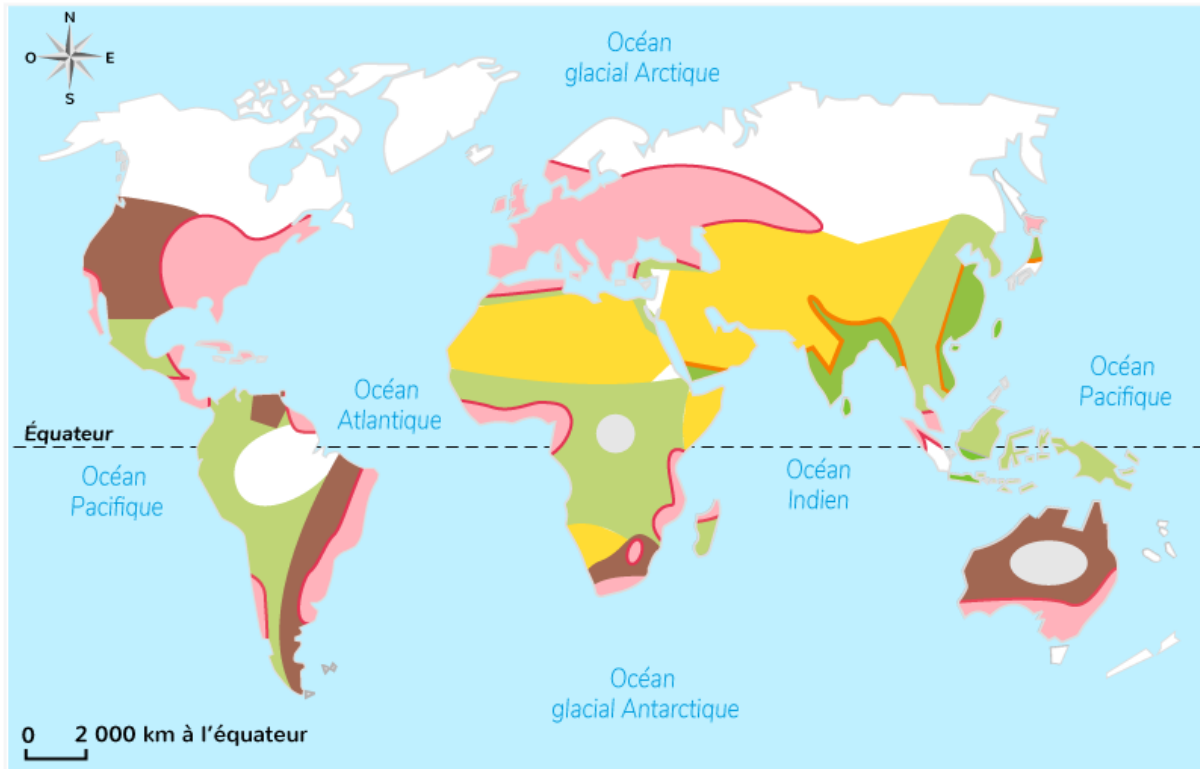 N
O E
S
Océan
glacial Arctique
Océan
Atlantique
Océan
Pacifique
Équateur
Océan
Pacifique
Océan
Indien
Océan
glacial Antarctique
0 2 000 km à l'équateur